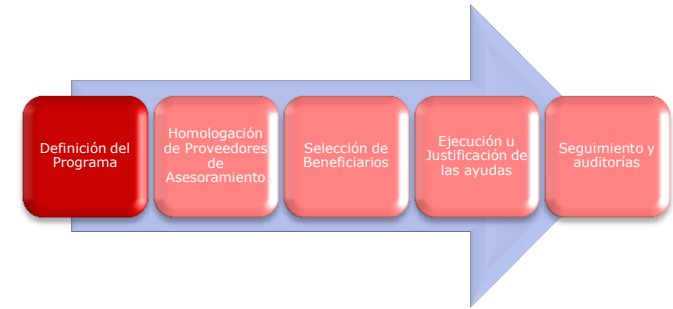 Definición del
Programa
Homologación
de Proveedores
de
Asesoramiento
Selección de
Beneficiarios
Ejecución u
Justificación de
las ayudas
Seguimiento y
auditorías